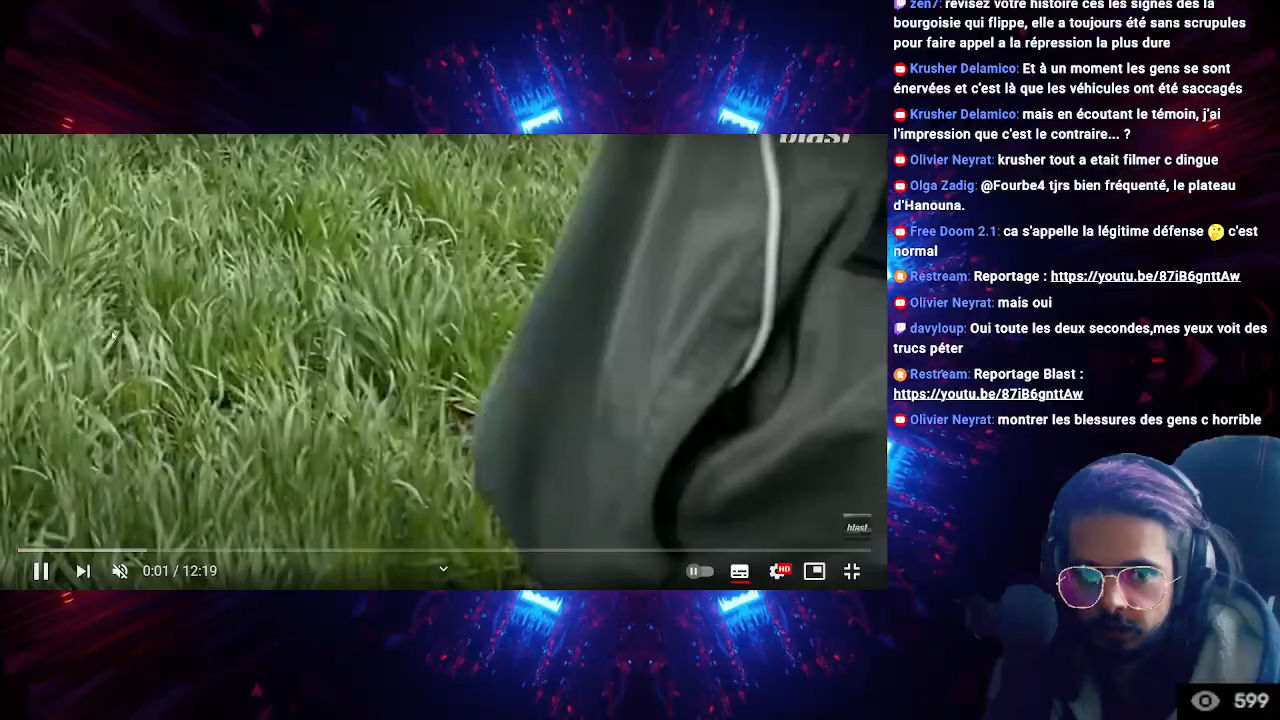 zen7: révisez votre histoire ces les signes des la
bourgoisie qui flippe, elle a toujours été sans scrupules
pour faire appel a la répression la plus dure
Krusher Delamico: Et à un moment les gens se sont
énervées et c'est là que les véhicules ont été saccagés
Krusher Delamico: mais en écoutant le témoin, j'ai
l'impression que c'est le contraire... ?
Olivier Neyrat: krusher tout a etait filmer c dingue
Olga Zadig: @Fourbe4 tjrs bien fréquenté, le plateau
d'Hanouna.
Free Doom 2.1: ca s'appelle la légitime défense 🤔 c'est
normal
Restream: Reportage : https://youtu.be/87iB6gnttAw
Olivier Neyrat: mais oui
davyloup: Oui toute les deux secondes,mes yeux voit des
trucs péter
Restream: Reportage Blast :
https://youtu.be/87iB6gnttAw
Olivier Neyrat: montrer les blessures des gens c horrible
blast
blast
0:01 / 12:19
HD
599